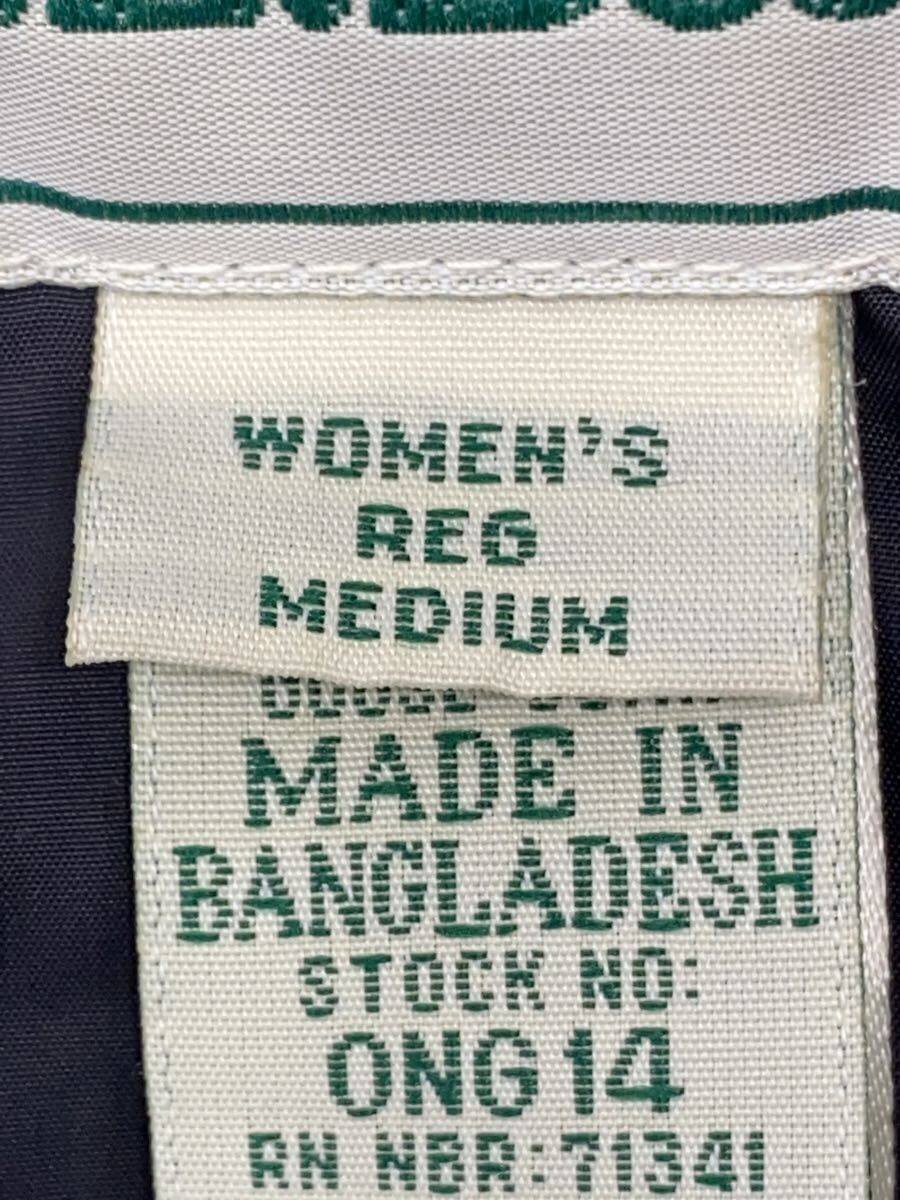 WOMEN'S
REG
MEDIUM
MADE IN
BANGLADESH
STOCK NO:
ONG14
RN NBR:71341